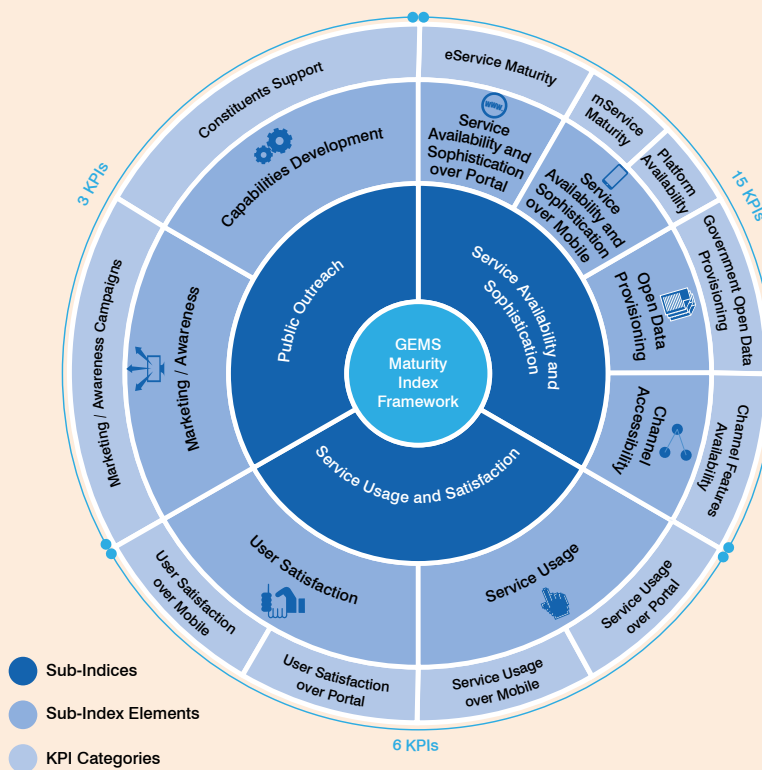 Constituents Support
eService Maturity
mService
Maturity
Platform
Availability
Government Open Data
Provisioning
Channel Features
Availability
Service Usage
over Portal
Service Usage
over Mobile
User Satisfaction
over Portal
User Satisfaction
over Mobile
Marketing / Awareness Campaigns
3 KPIs
15 KPIs
6 KPIs
Capabilities Development
www.
Service
Availability and
Sophistication
over Portal
Service
Availability and
Sophistication
over Mobile
Open Data
Provisioning
Channel
Accessibility
Service Usage
User Satisfaction
Marketing / Awareness
Public Outreach
Service Availability and
Sophistication
Service Usage and Satisfaction
GEMS
Maturity
Index
Framework
Sub-Indices
Sub-Index Elements
KPI Categories